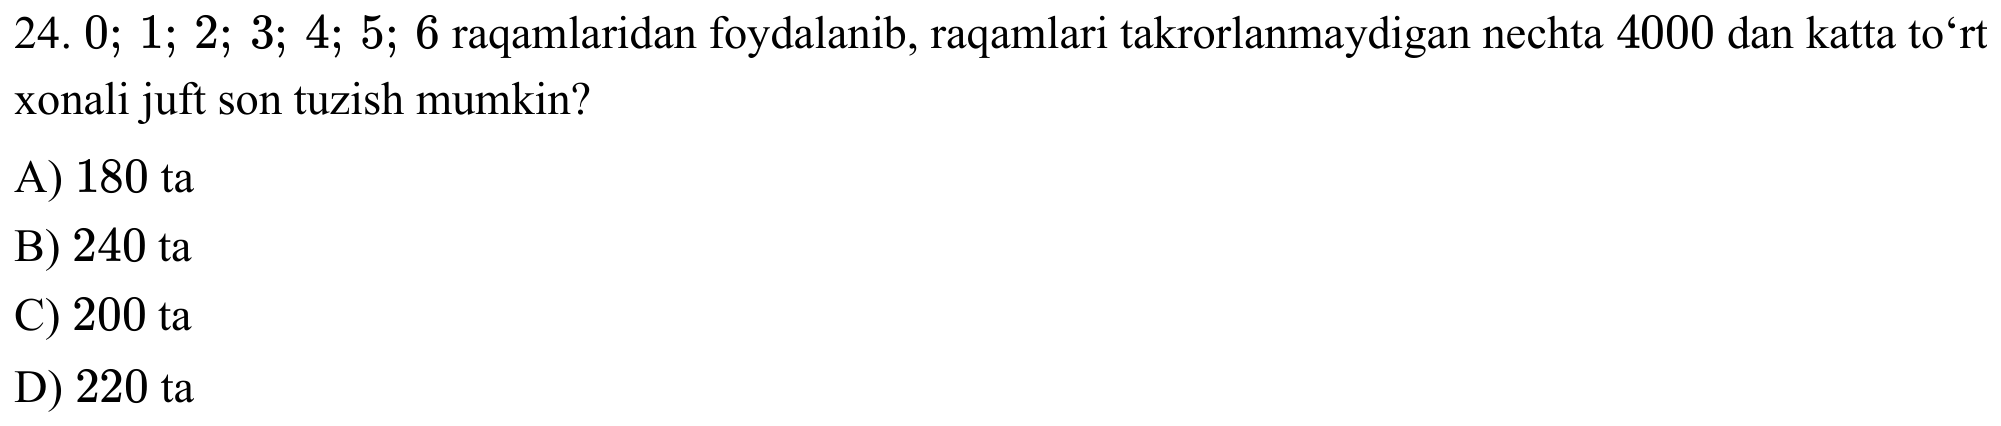 24. 0; 1; 2; 3; 4; 5; 6 raqamlaridan foydalanib, raqamlari takrorlanmaydigan nechta 4000 dan katta to‘rt
xonali juft son tuzish mumkin?
A) 180 ta
B) 240 ta
C) 200 ta
D) 220 ta